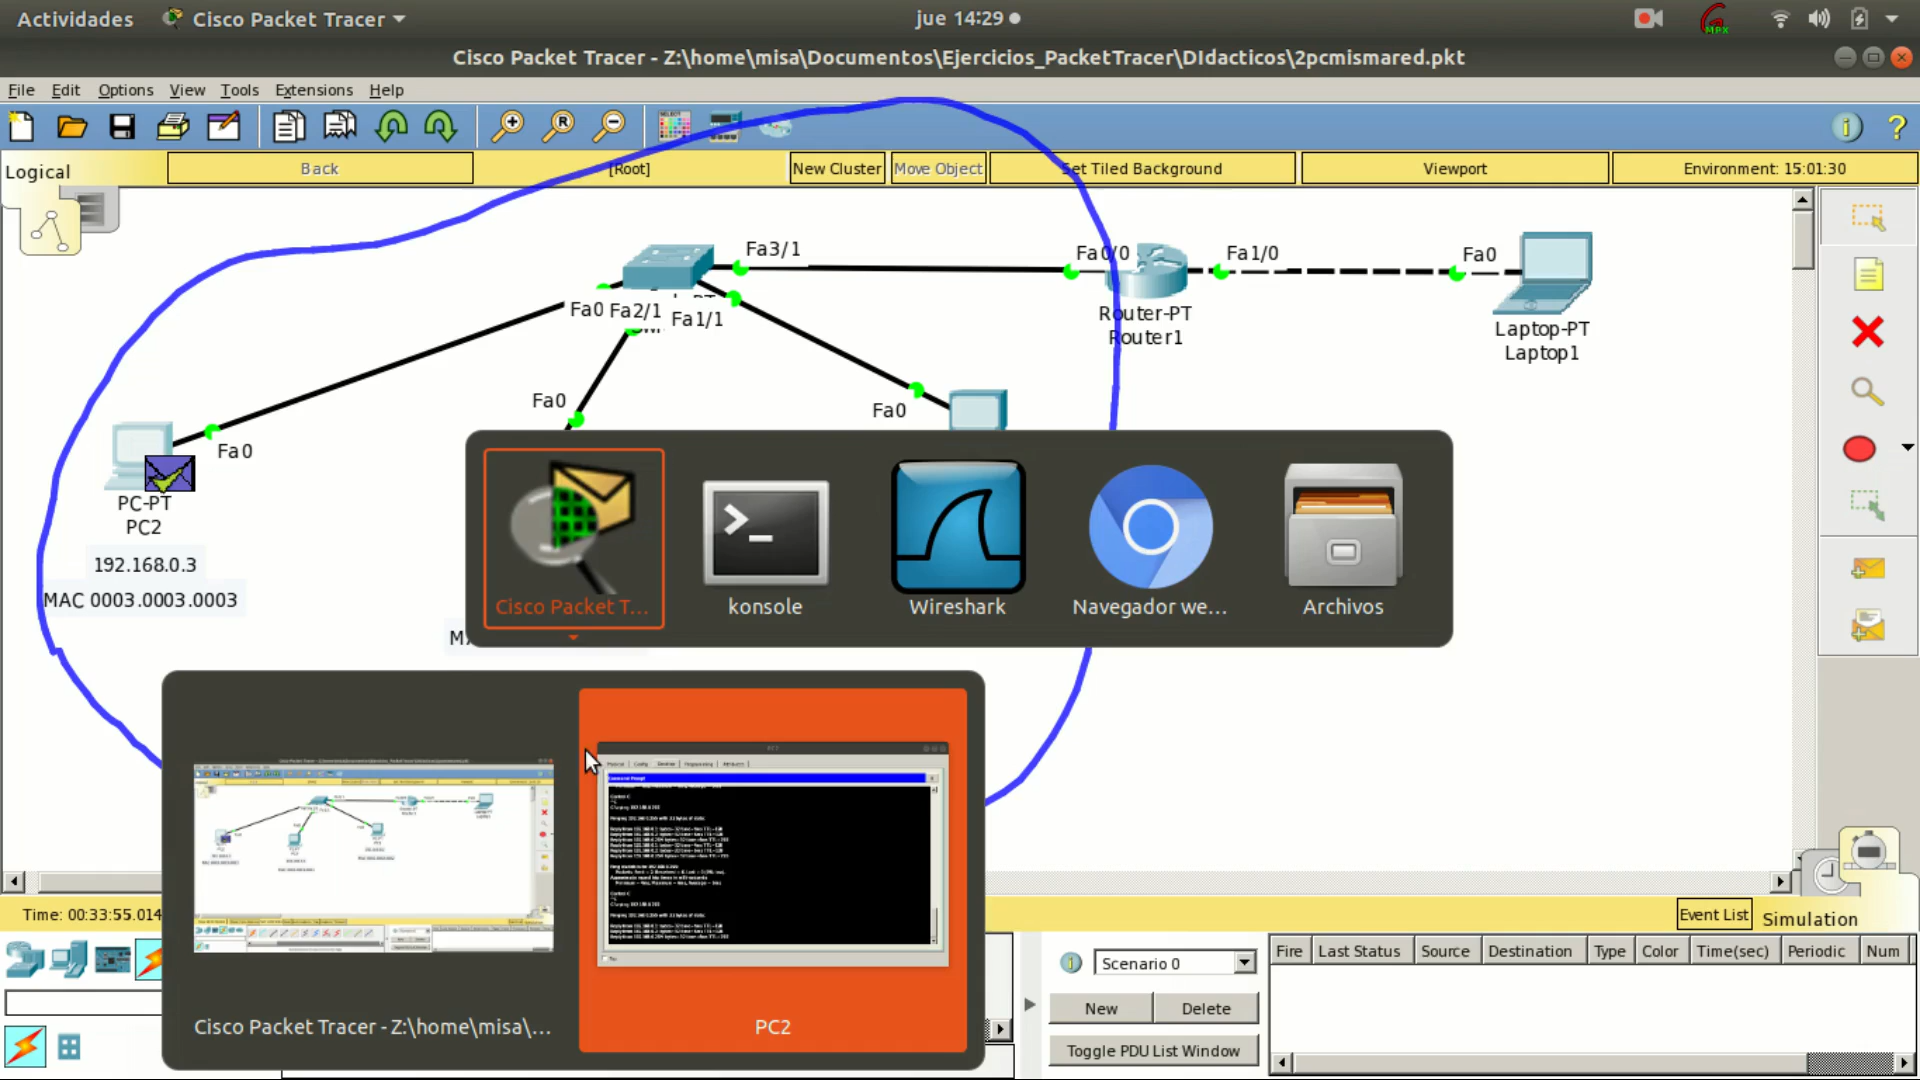 Actividades Cisco Packet Tracer jue 14:29
Cisco Packet Tracer - Z:\home\misa\Documentos\Ejercicios_PacketTracer\DIdacticos\2pcmismared.pkt
File Edit Options View Tools Extensions Help
Logical Back [Root] New Cluster Move Object Set Tiled Background Viewport Environment: 15:01:30
Fa3/1 Fa0/0 Fa1/0 Fa0
Fa0 Fa2/1 Fa1/1
Router-PT
Router1
Laptop-PT
Laptop1
Fa0 Fa0
Fa0
PC-PT
PC2
192.168.0.3
MAC 0003.0003.0003
Cisco Packet T... konsole Wireshark Navegador we... Archivos
Cisco Packet Tracer - Z:\home\misa\... PC2
Time: 00:33:55.014 Event List Simulation
Scenario 0
New Delete
Toggle PDU List Window
Fire Last Status Source Destination Type Color Time(sec) Periodic Num